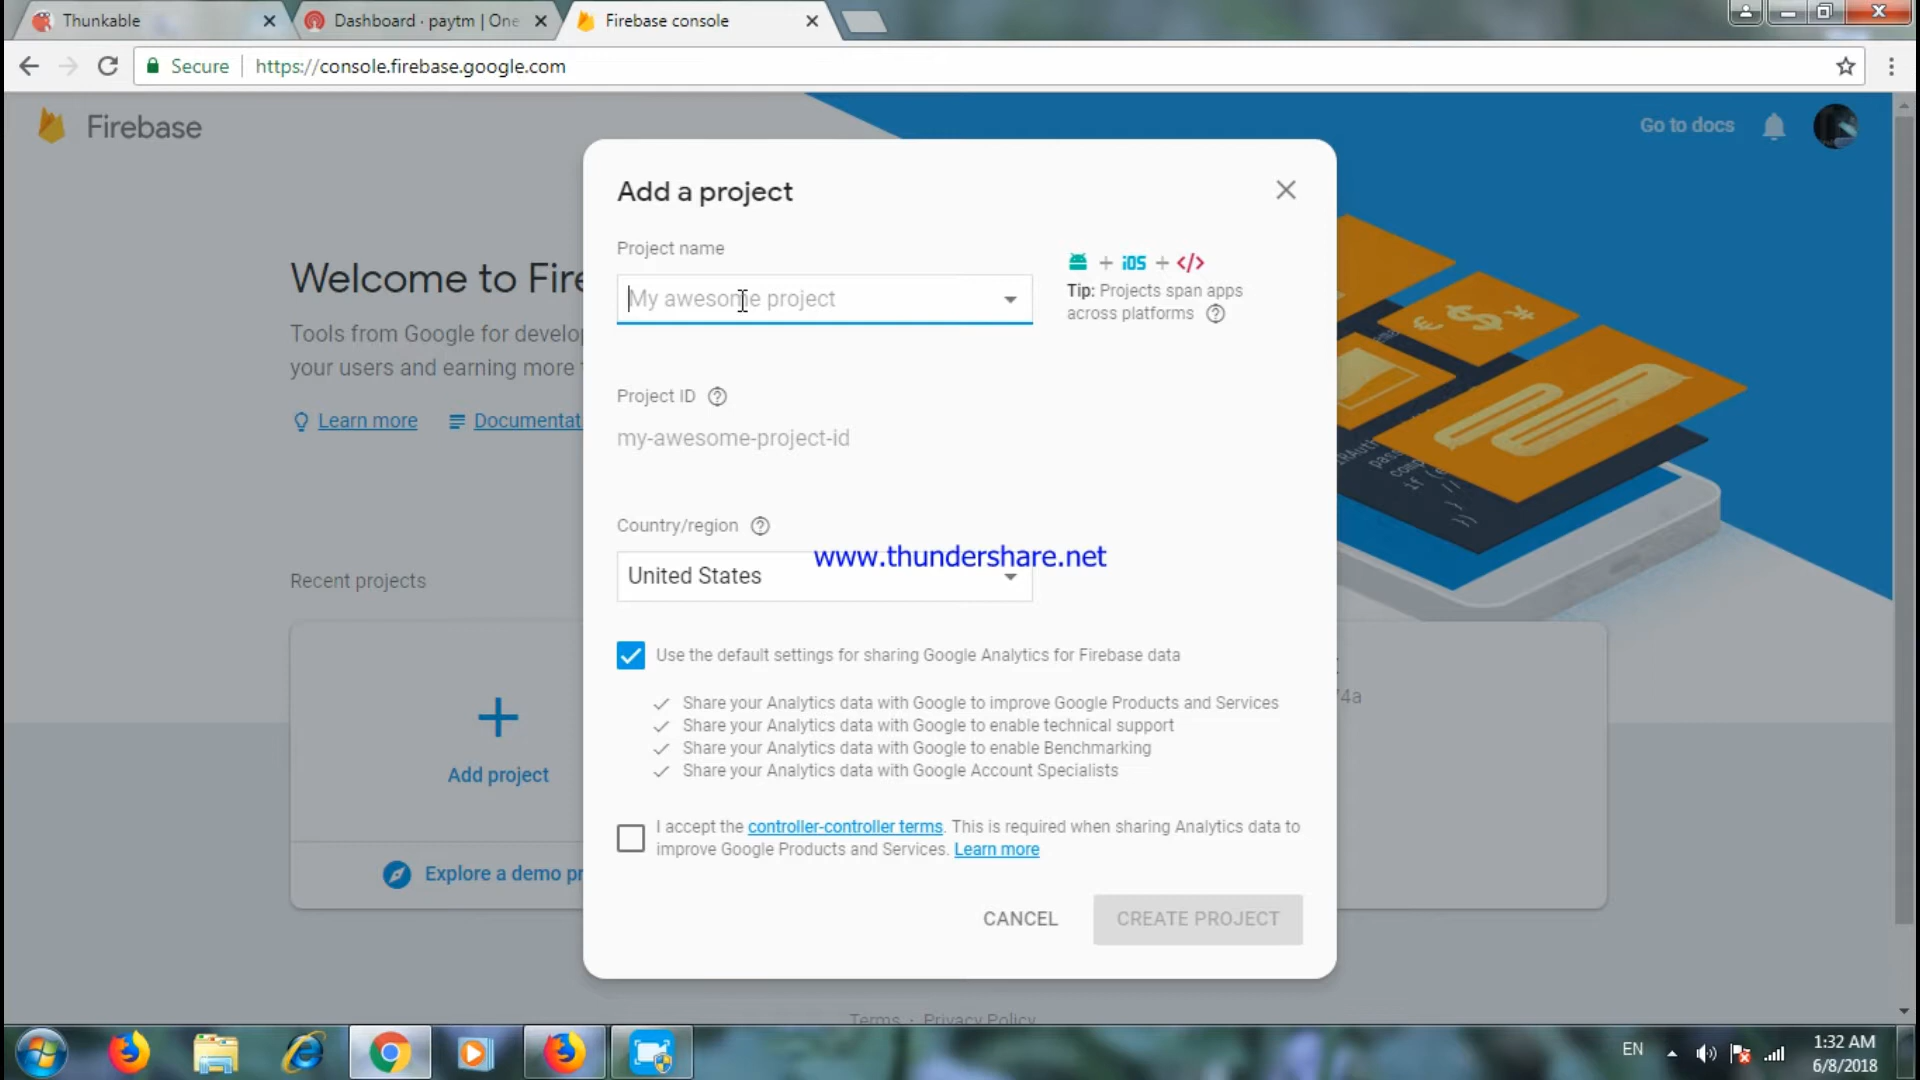 Thunkable
Dashboard · paytm | One
Firebase console
Secure
https://console.firebase.google.com
Firebase
Go to docs
Welcome to Fire
Tools from Google for develop
your users and earning more
Learn more
Documentat
Recent projects
Add project
Explore a demo pr
Add a project
Project name
My awesome project
+ iOS + </>
Tip: Projects span apps
across platforms
Project ID
my-awesome-project-id
Country/region
www.thundershare.net
United States
Use the default settings for sharing Google Analytics for Firebase data
Share your Analytics data with Google to improve Google Products and Services
Share your Analytics data with Google to enable technical support
Share your Analytics data with Google to enable Benchmarking
Share your Analytics data with Google Account Specialists
I accept the controller-controller terms. This is required when sharing Analytics data to
improve Google Products and Services. Learn more
CANCEL
CREATE PROJECT
74a
Terms · Privacy Policy
EN
1:32 AM
6/8/2018